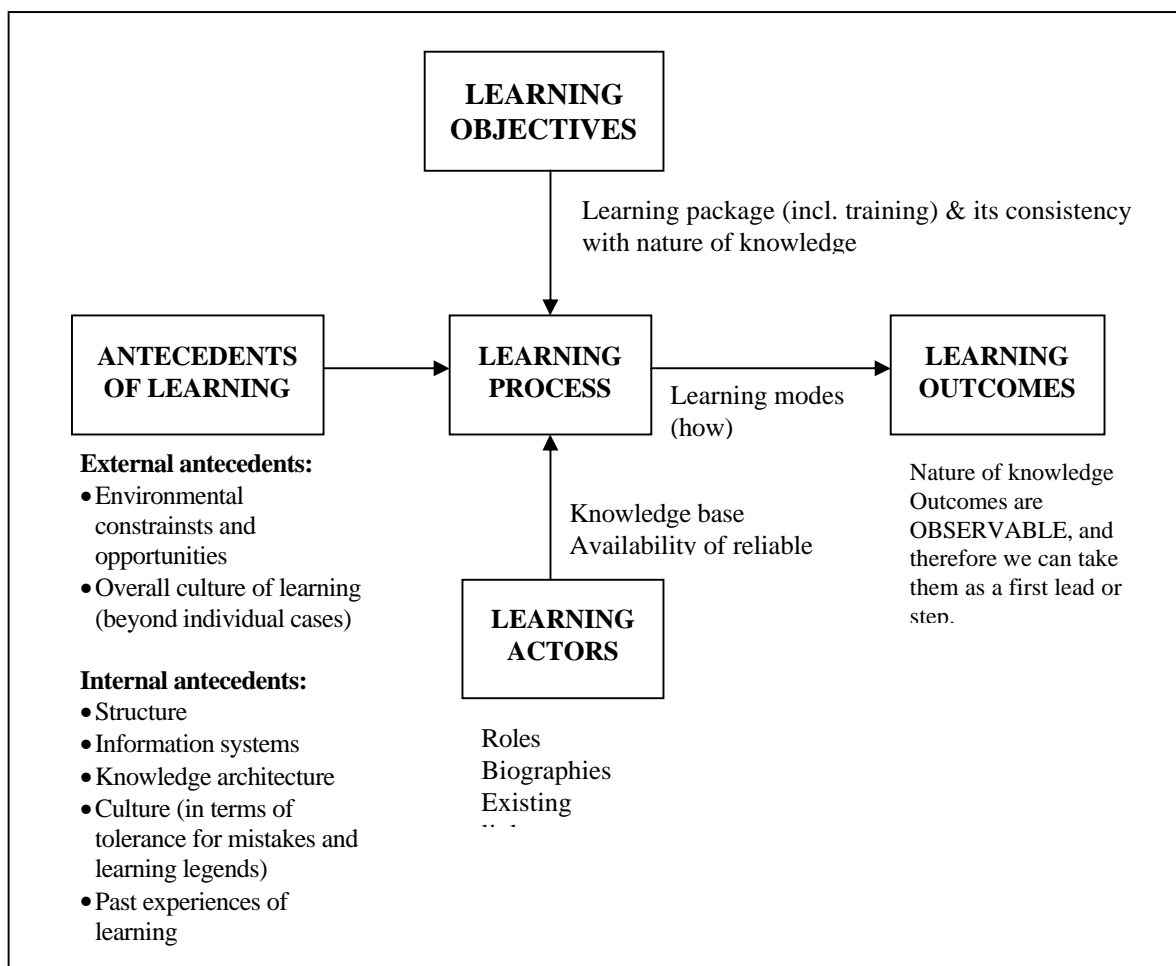 LEARNING
OBJECTIVES
Learning package (incl. training) & its consistency
with nature of knowledge
ANTECEDENTS
OF LEARNING
LEARNING
PROCESS
Learning modes
(how)
LEARNING
OUTCOMES
External antecedents:
• Environmental
constrainsts and
opportunities
• Overall culture of learning
(beyond individual cases)
Internal antecedents:
• Structure
• Information systems
• Knowledge architecture
• Culture (in terms of
tolerance for mistakes and
learning legends)
• Past experiences of
learning
Knowledge base
Availability of reliable
LEARNING
ACTORS
Roles
Biographies
Existing
Nature of knowledge
Outcomes are
OBSERVABLE, and
therefore we can take
them as a first lead or
step.